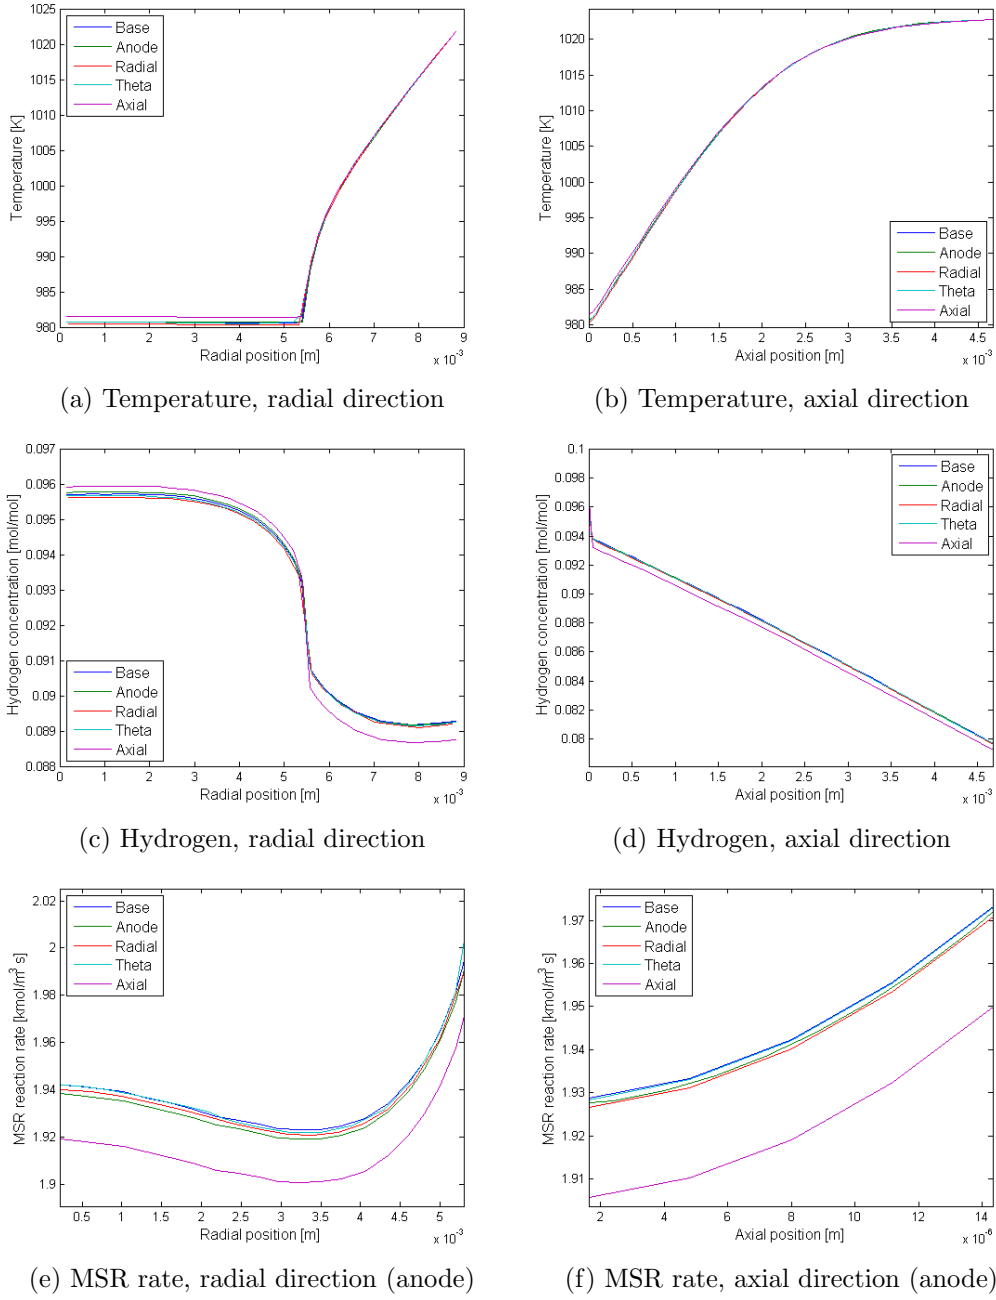 1025
1020
1015
1010
1005
1000
995
990
985
980
Temperature [K]
Base
Anode
Radial
Theta
Axial
0 1 2 3 4 5 6 7 8 9
Radial position [m]
x 10⁻³
(a) Temperature, radial direction
1020
1015
1010
1005
1000
995
990
985
980
Temperature [K]
Base
Anode
Radial
Theta
Axial
0 0.5 1 1.5 2 2.5 3 3.5 4 4.5
Axial position [m]
x 10⁻³
(b) Temperature, axial direction
0.097
0.096
0.095
0.094
0.093
0.092
0.091
0.09
0.089
0.088
Hydrogen concentration [mol/mol]
Base
Anode
Radial
Theta
Axial
0 1 2 3 4 5 6 7 8 9
Radial position [m]
x 10⁻³
(c) Hydrogen, radial direction
0.1
0.098
0.096
0.094
0.092
0.09
0.088
0.086
0.084
0.082
0.08
Hydrogen concentration [mol/mol]
Base
Anode
Radial
Theta
Axial
0 0.5 1 1.5 2 2.5 3 3.5 4 4.5
Axial position [m]
x 10⁻³
(d) Hydrogen, axial direction
2.02
2
1.98
1.96
1.94
1.92
1.9
MSR reaction rate [kmol/m³ s]
Base
Anode
Radial
Theta
Axial
0.5 1 1.5 2 2.5 3 3.5 4 4.5 5
Radial position [m]
x 10⁻³
(e) MSR rate, radial direction (anode)
1.97
1.96
1.95
1.94
1.93
1.92
1.91
MSR reaction rate [kmol/m³ s]
Base
Anode
Radial
Theta
Axial
2 4 6 8 10 12 14
Axial position [m]
x 10⁻⁶
(f) MSR rate, axial direction (anode)